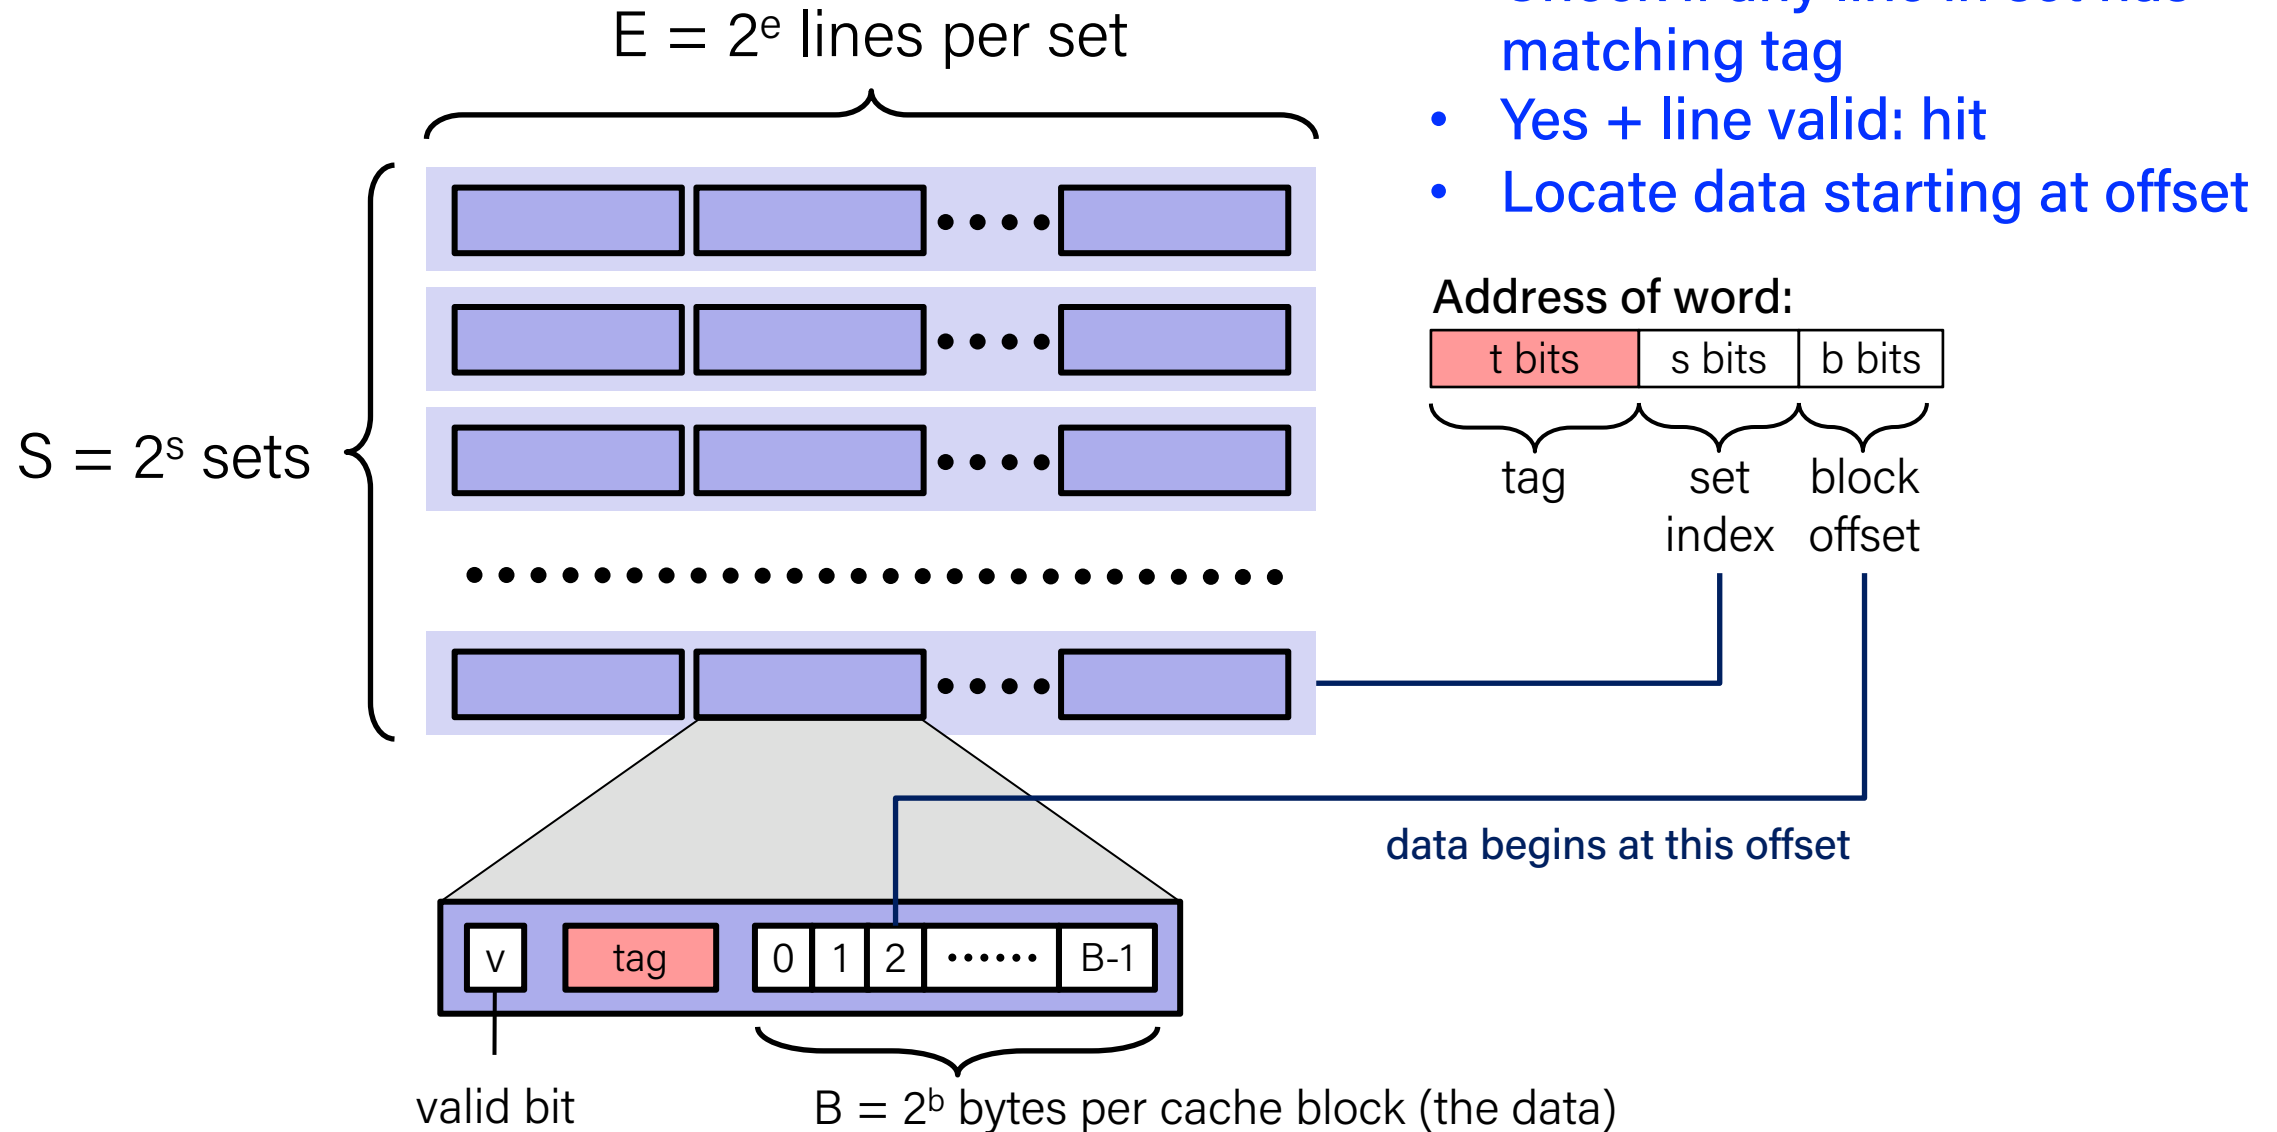 E = 2ᵉ lines per set
matching tag
• Yes + line valid: hit
• Locate data starting at offset
Address of word:
t bits s bits b bits
tag set block
index offset
S = 2ˢ sets
data begins at this offset
v tag 0 1 2 •••••• B-1
valid bit
B = 2ᵇ bytes per cache block (the data)